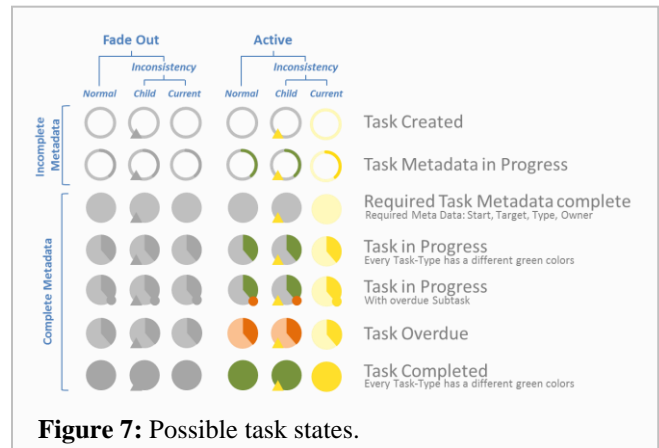 Fade Out
Active
Inconsistency
Inconsistency
Normal
Child
Current
Normal
Child
Current
Incomplete
Metadata
Task Created
Task Metadata in Progress
Complete Metadata
Required Task Metadata complete
Required Meta Data: Start, Target, Type, Owner
Task in Progress
Every Task-Type has a different green colors
Task in Progress
With overdue Subtask
Task Overdue
Task Completed
Every Task-Type has a different green colors
Figure 7: Possible task states.